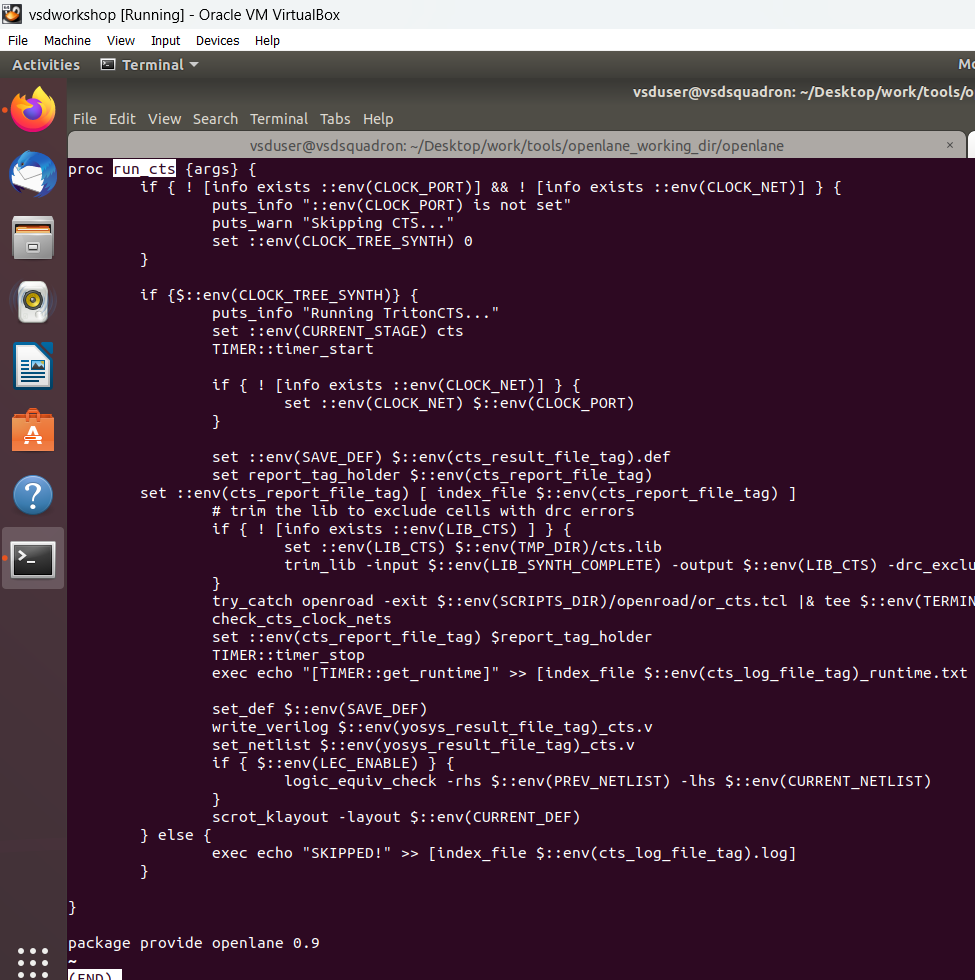 vsdworkshop [Running] - Oracle VM VirtualBox
File Machine View Input Devices Help
Activities Terminal
vsduser@vsdsquadron: ~/Desktop/work/tools/o
File Edit View Search Terminal Tabs Help
vsduser@vsdsquadron: ~/Desktop/work/tools/openlane_working_dir/openlane ×
proc run_cts {args} {
if { ! [info exists ::env(CLOCK_PORT)] && ! [info exists ::env(CLOCK_NET)] } {
puts_info "::env(CLOCK_PORT) is not set"
puts_warn "Skipping CTS..."
set ::env(CLOCK_TREE_SYNTH) 0
}
if {$::env(CLOCK_TREE_SYNTH)} {
puts_info "Running TritonCTS..."
set ::env(CURRENT_STAGE) cts
TIMER::timer_start
if { ! [info exists ::env(CLOCK_NET)] } {
set ::env(CLOCK_NET) $::env(CLOCK_PORT)
}
set ::env(SAVE_DEF) $::env(cts_result_file_tag).def
set report_tag_holder $::env(cts_report_file_tag)
set ::env(cts_report_file_tag) [ index_file $::env(cts_report_file_tag) ]
# trim the lib to exclude cells with drc errors
if { ! [info exists ::env(LIB_CTS) ] } {
set ::env(LIB_CTS) $::env(TMP_DIR)/cts.lib
trim_lib -input $::env(LIB_SYNTH_COMPLETE) -output $::env(LIB_CTS) -drc_exclu
}
try_catch openroad -exit $::env(SCRIPTS_DIR)/openroad/or_cts.tcl |& tee $::env(TERMIN
check_cts_clock_nets
set ::env(cts_report_file_tag) $report_tag_holder
TIMER::timer_stop
exec echo "[TIMER::get_runtime]" >> [index_file $::env(cts_log_file_tag)_runtime.txt
set_def $::env(SAVE_DEF)
write_verilog $::env(yosys_result_file_tag)_cts.v
set_netlist $::env(yosys_result_file_tag)_cts.v
if { $::env(LEC_ENABLE) } {
logic_equiv_check -rhs $::env(PREV_NETLIST) -lhs $::env(CURRENT_NETLIST)
}
scrot_klayout -layout $::env(CURRENT_DEF)
} else {
exec echo "SKIPPED!" >> [index_file $::env(cts_log_file_tag).log]
}
}
package provide openlane 0.9
~
(END)